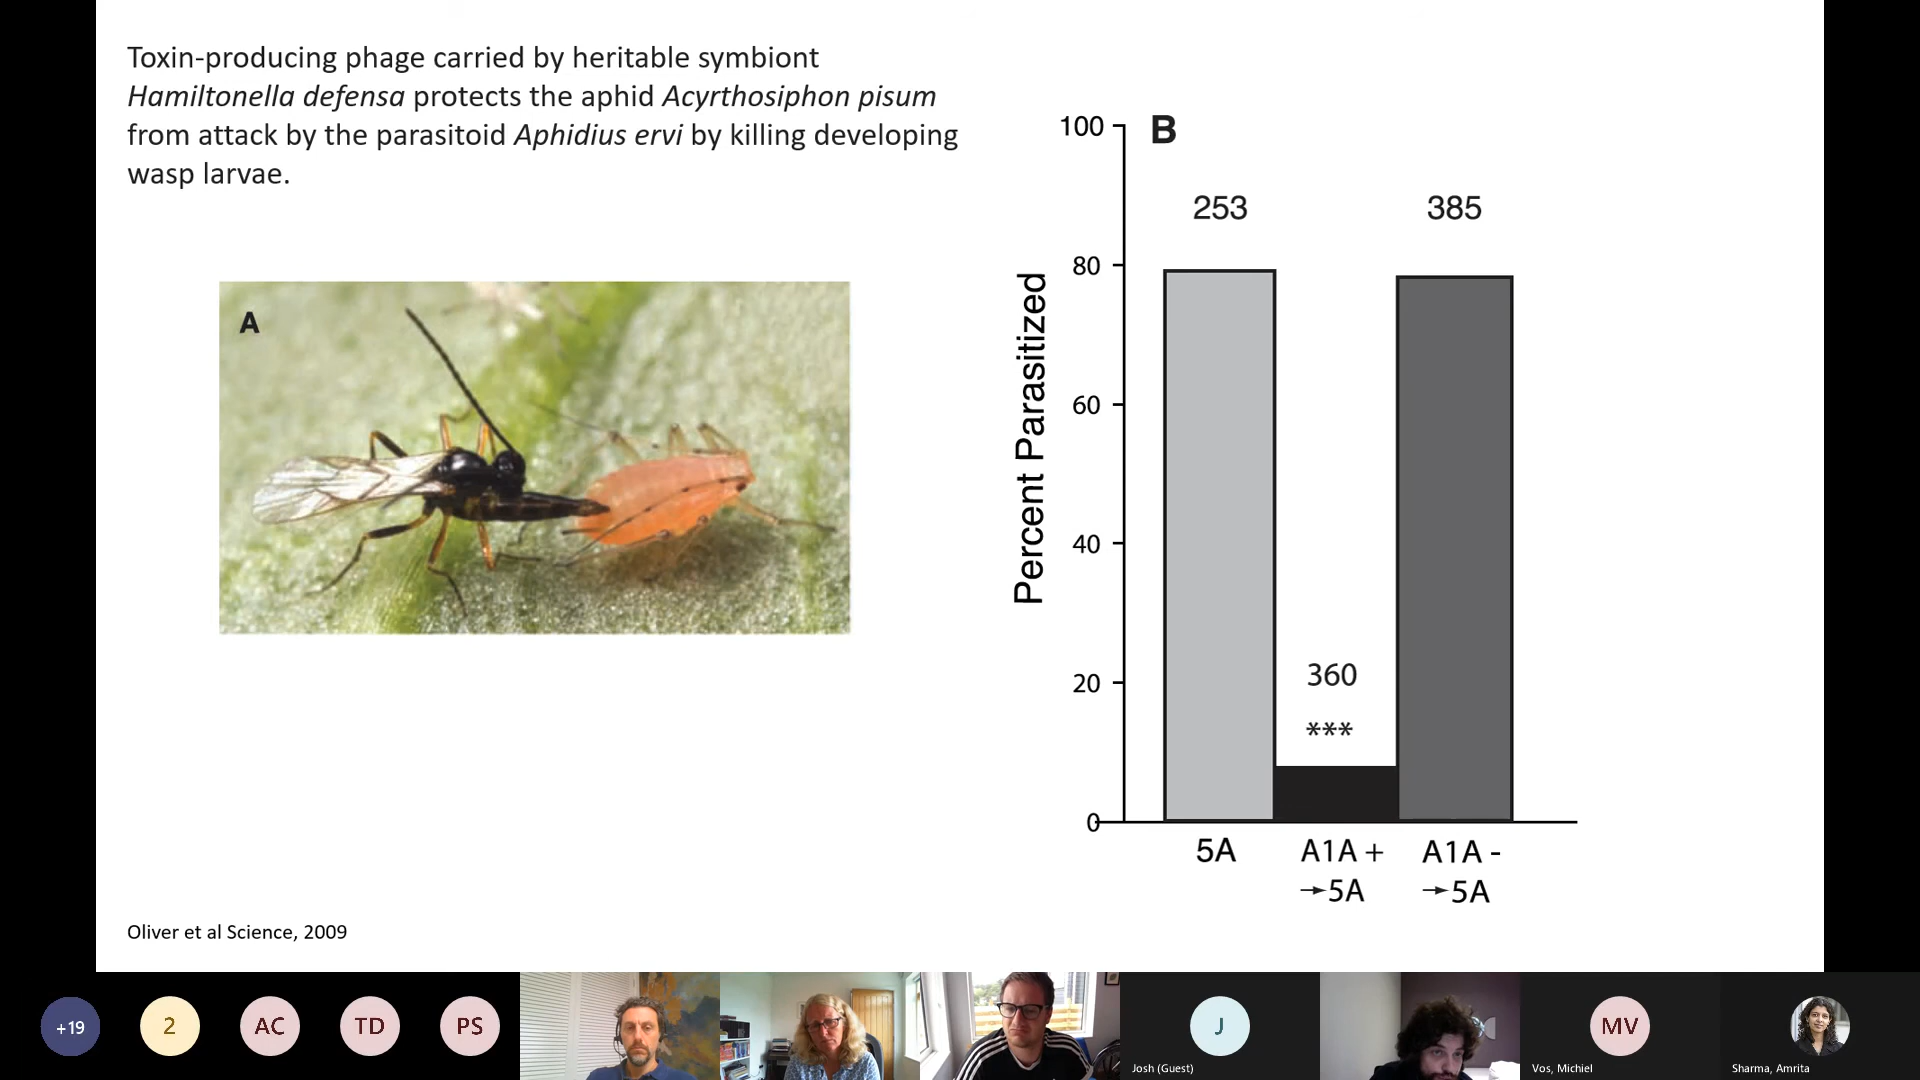 Toxin-producing phage carried by heritable symbiont
Hamiltonella defensa protects the aphid Acyrthosiphon pisum
from attack by the parasitoid Aphidius ervi by killing developing
wasp larvae.
A
B
100
80
60
40
20
0
Percent Parasitized
253
385
360
***
5A
A1A +
→5A
A1A -
→5A
Oliver et al Science, 2009
+19
2
AC
TD
PS
J
Josh (Guest)
MV
Vos, Michiel
Sharma, Amrita